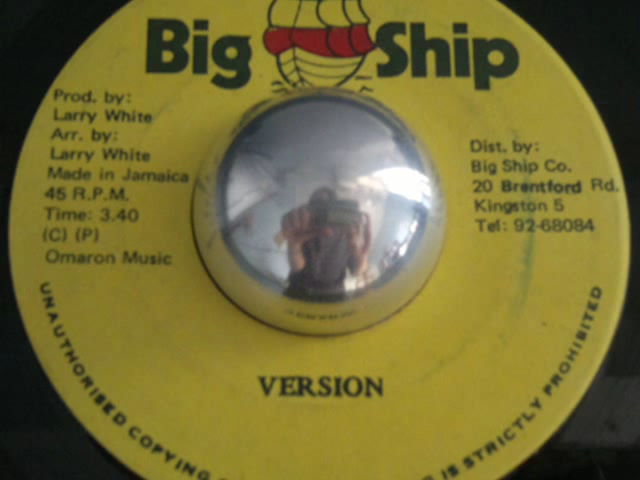 Big Ship
Prod. by:
Larry White
Arr. by:
Larry White
Made in Jamaica
45 R.P.M.
Time: 3.40
(C) (P)
Omaron Music
Dist. by:
Big Ship Co.
20 Brentford Rd.
Kingston 5
Tel: 92-68084
VERSION
UNAUTHORISED COPYING
IS STRICTLY PROHIBITED